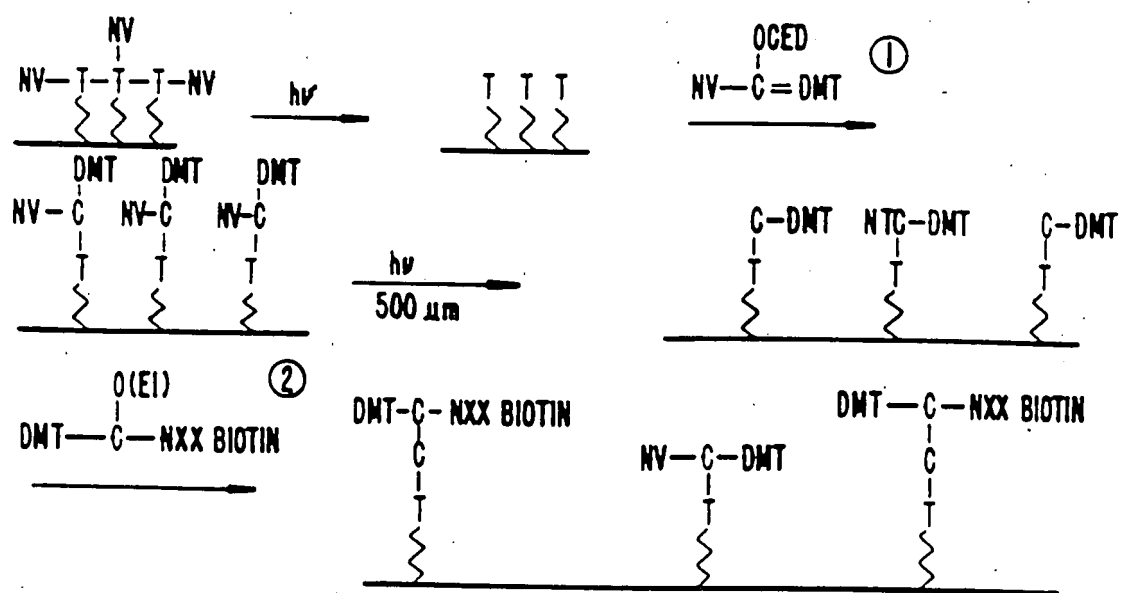 NV
NV—T—T—T—NV
hν
T T T
OCED
NV—C=DMT
①
DMT DMT DMT
NV-C NV-C NV-C
T T T
hν
500 µm
C-DMT NTC-DMT C-DMT
T T T
O(EI)
②
DMT—C—NXX BIOTIN
DMT-C-NXX BIOTIN
C
T
NV—C—DMT
T
DMT—C—NXX BIOTIN
C
T